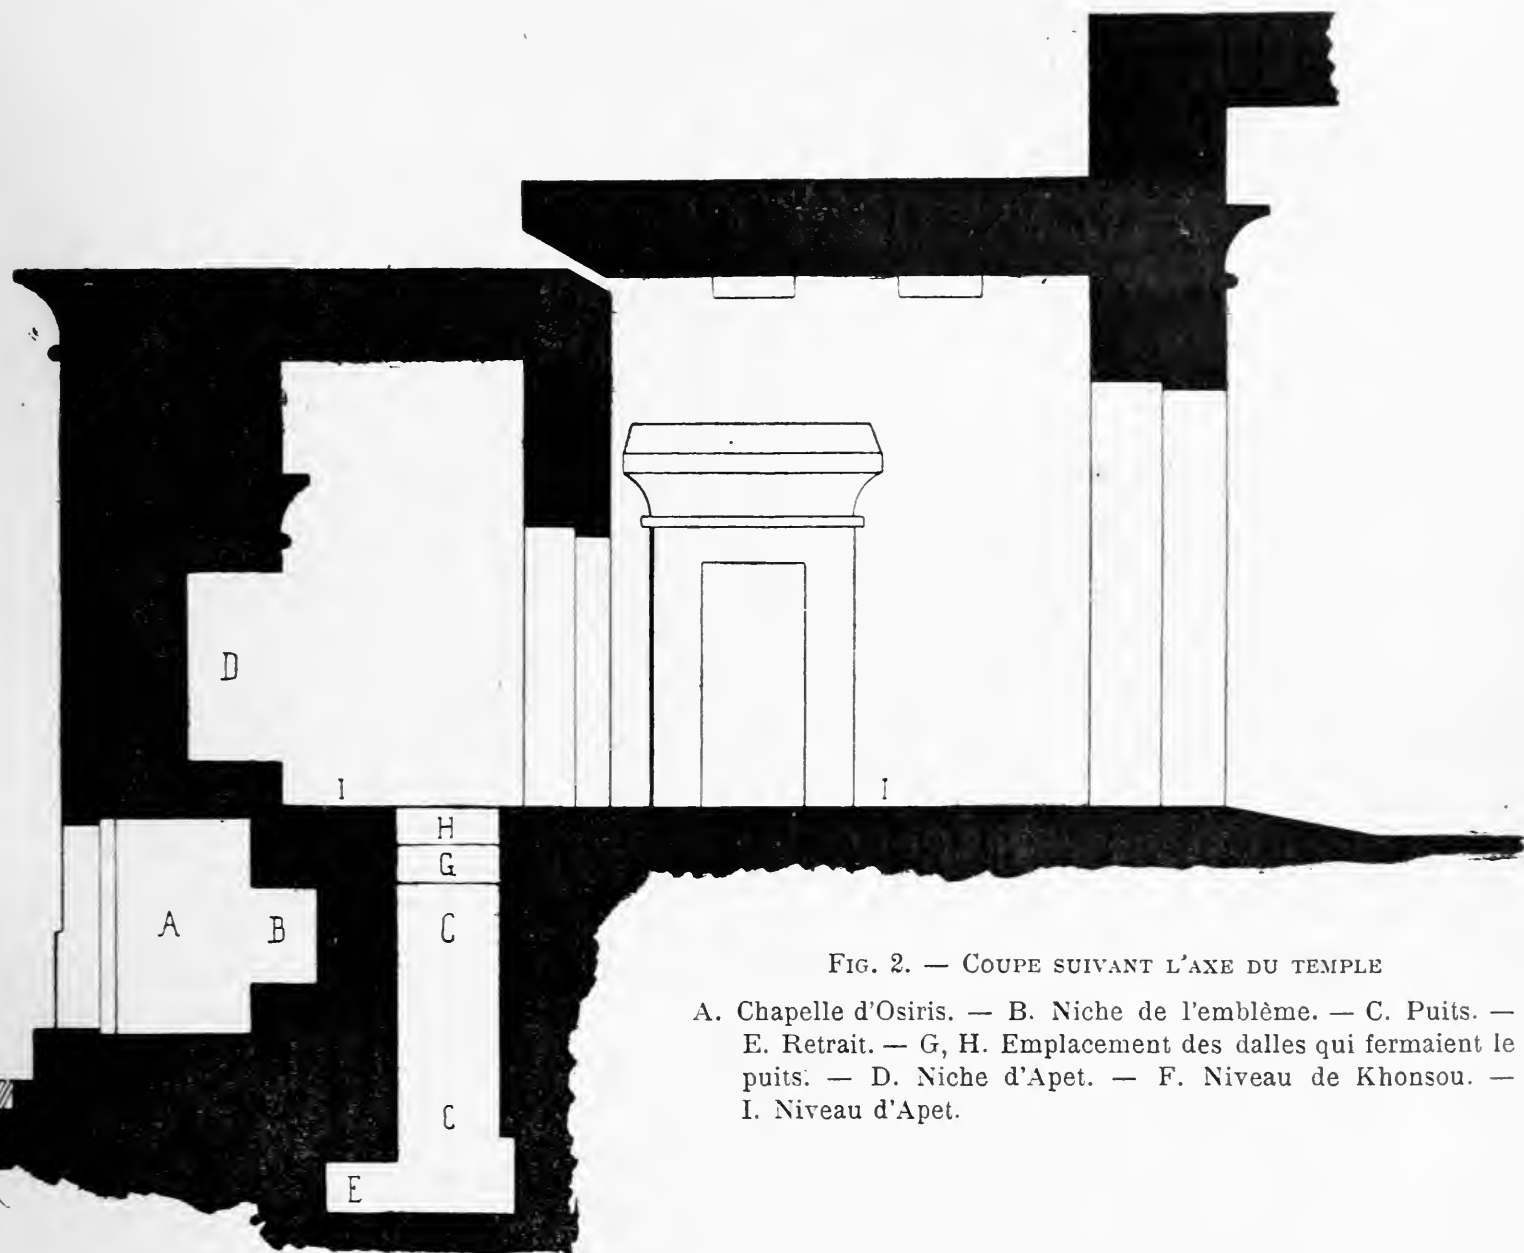 D
I
I
H
G
A
B
C
C
E
FIG. 2. — COUPE SUIVANT L'AXE DU TEMPLE
A. Chapelle d'Osiris. — B. Niche de l'emblème. — C. Puits. —
E. Retrait. — G, H. Emplacement des dalles qui fermaient le
puits. — D. Niche d'Apet. — F. Niveau de Khonsou. —
I. Niveau d'Apet.